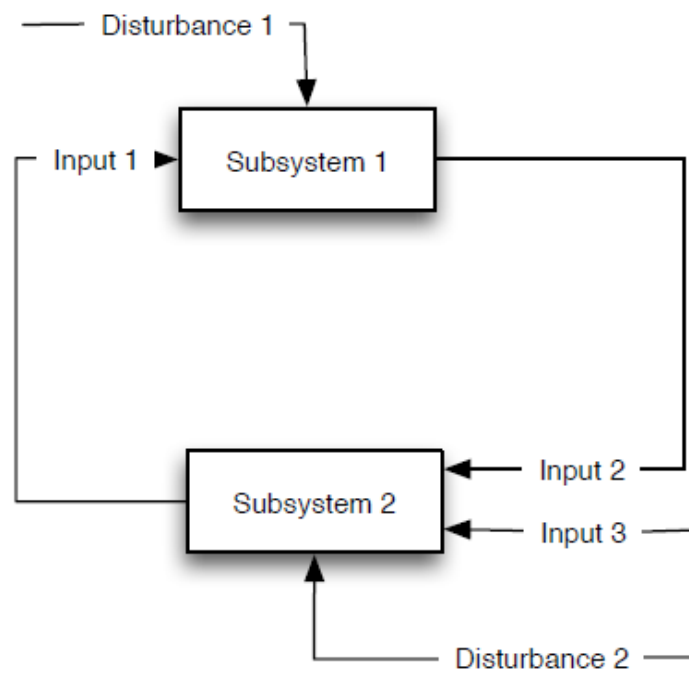 Disturbance 1
Input 1
Subsystem 1
Input 2
Subsystem 2
Input 3
Disturbance 2